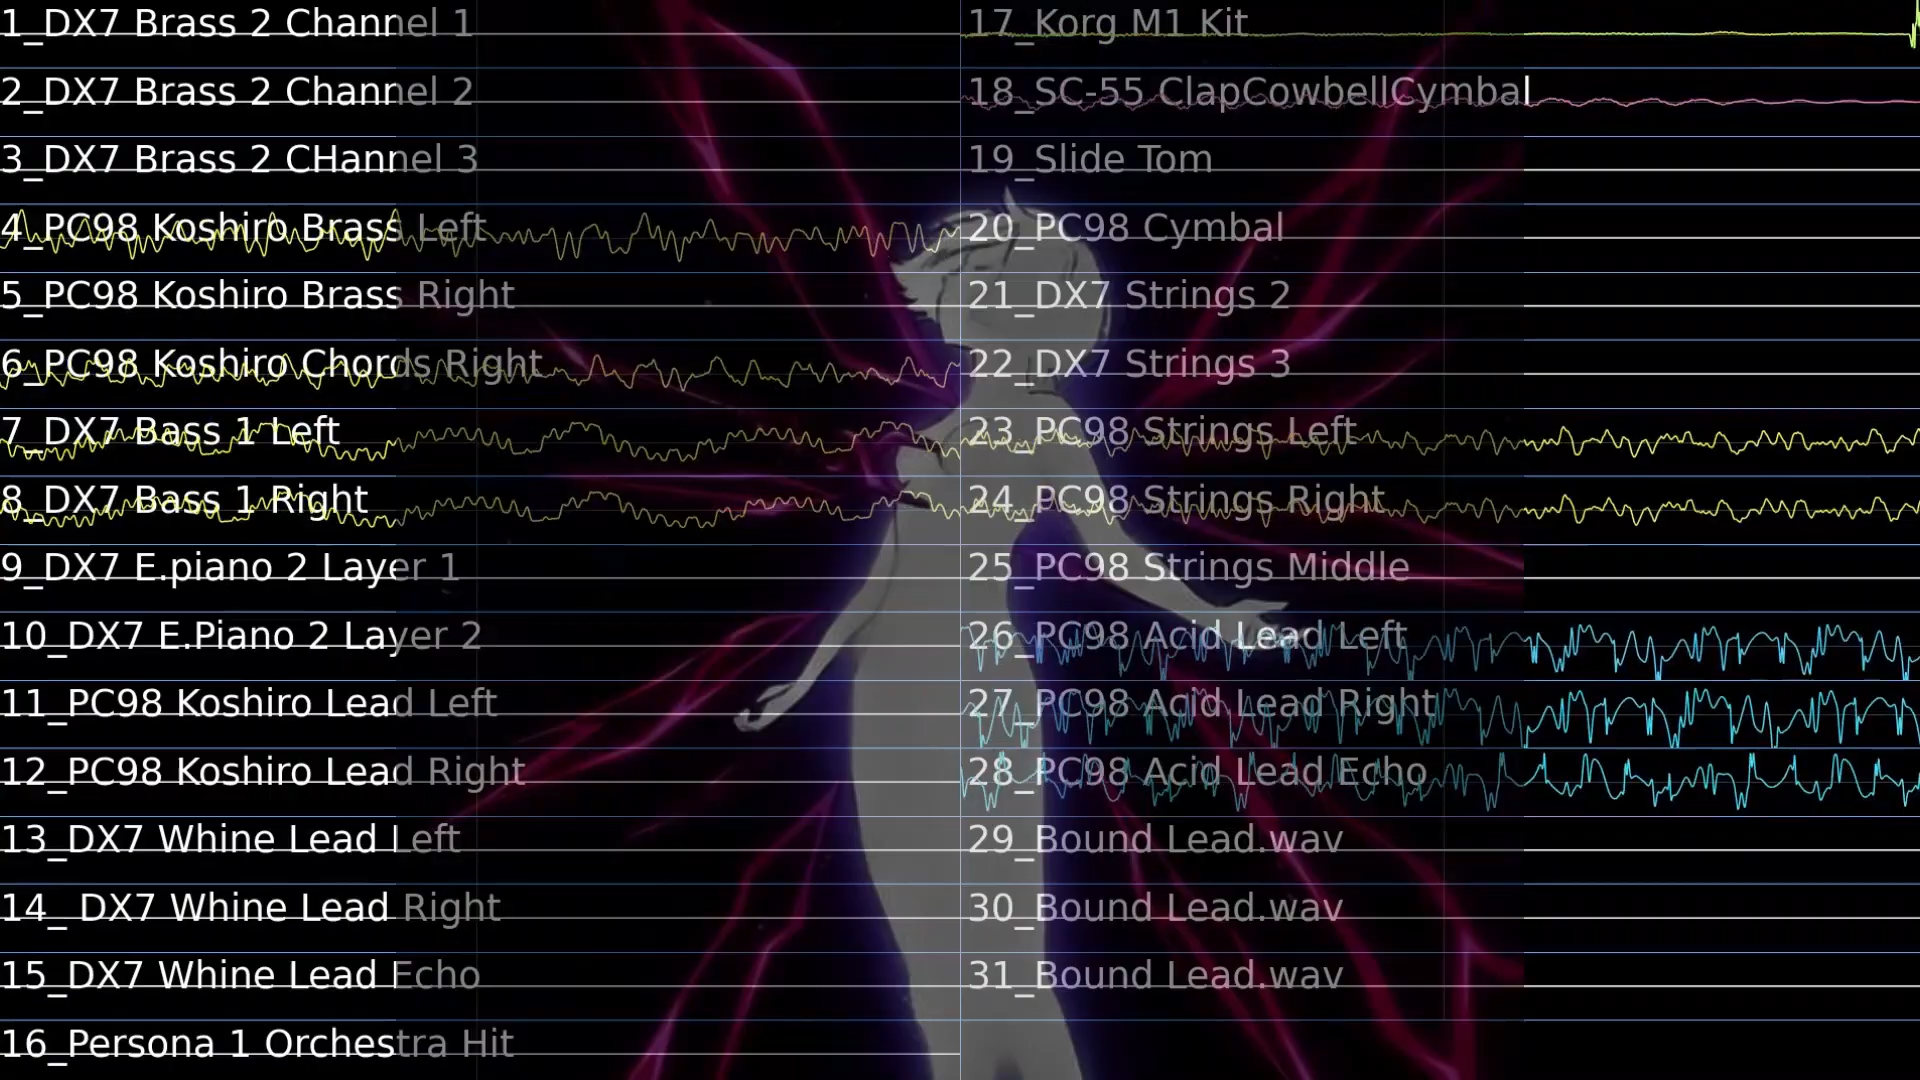 1_DX7 Brass 2 Channel 1
2_DX7 Brass 2 Channel 2
3_DX7 Brass 2 CHannel 3
4_PC98 Koshiro Brass Left
5_PC98 Koshiro Brass Right
6_PC98 Koshiro Chords Right
7_DX7 Bass 1 Left
8_DX7 Bass 1 Right
9_DX7 E.piano 2 Layer 1
10_DX7 E.Piano 2 Layer 2
11_PC98 Koshiro Lead Left
12_PC98 Koshiro Lead Right
13_DX7 Whine Lead Left
14_ DX7 Whine Lead Right
15_DX7 Whine Lead Echo
16_Persona 1 Orchestra Hit
17_Korg M1 Kit
18_SC-55 ClapCowbellCymbal
19_Slide Tom
20_PC98 Cymbal
21_DX7 Strings 2
22_DX7 Strings 3
23_PC98 Strings Left
24_PC98 Strings Right
25_PC98 Strings Middle
26_PC98 Acid Lead Left
27_PC98 Acid Lead Right
28_PC98 Acid Lead Echo
29_Bound Lead.wav
30_Bound Lead.wav
31_Bound Lead.wav